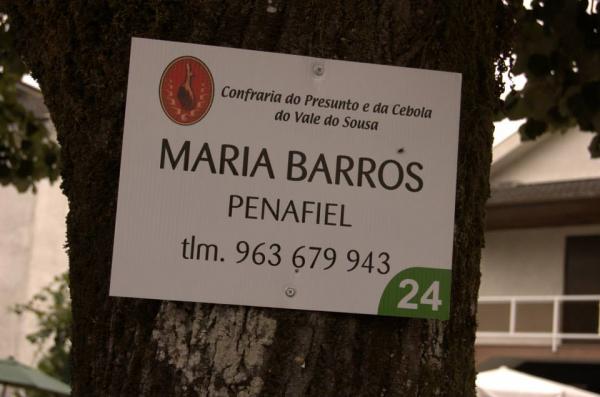 Confraria do Presunto e da Cebola
do Vale do Sousa
MARIA BARROS
PENAFIEL
tlm. 963 679 943
24